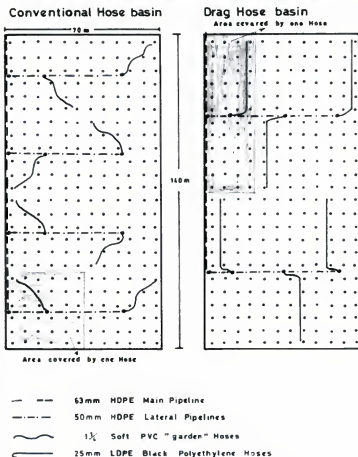 Conventional Hose basin
70 m
Drag Hose basin
Area covered by one Hose
140 m
Area covered by one Hose
63mm HDPE Main Pipeline
50mm HDPE Lateral Pipelines
1¼ Soft PVC "garden" Hoses
25mm LDPE Black Polyethylene Hoses